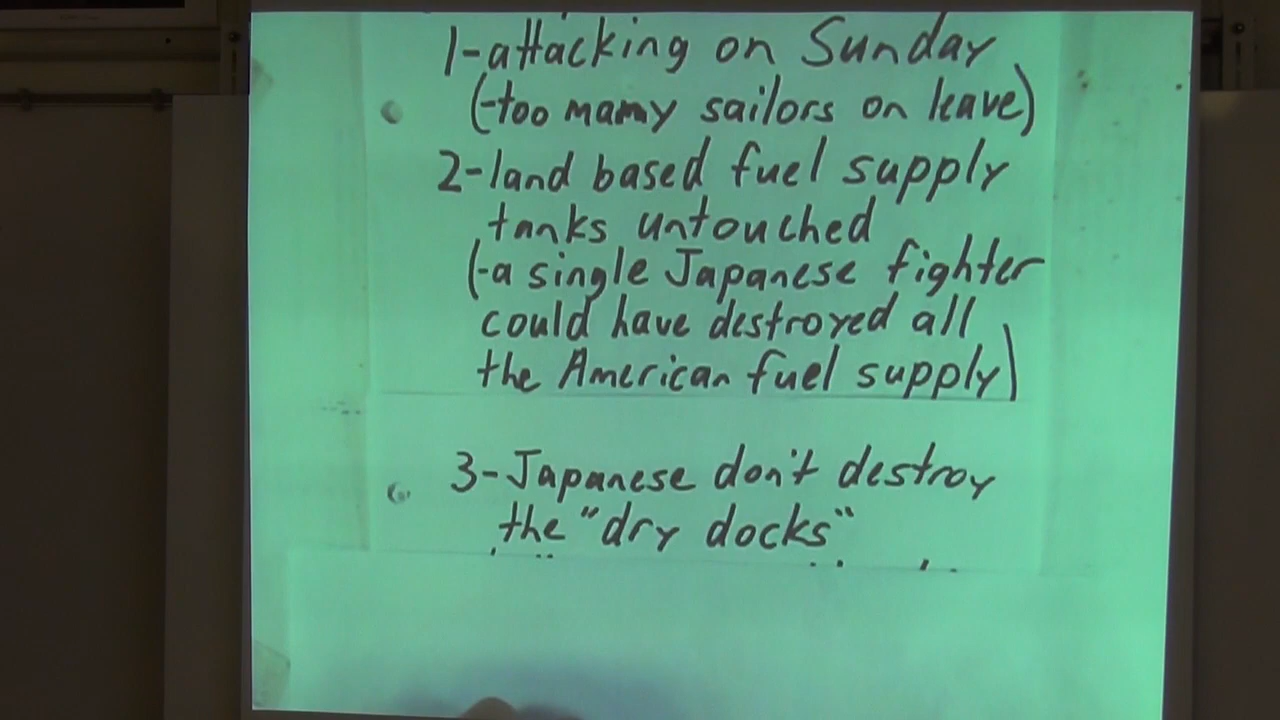 1-attacking on Sunday
(-too mamy sailors on leave)
2-land based fuel supply
tanks untouched
(-a single Japanese fighter
could have destroyed all
the American fuel supply)
3-Japanese don't destroy
the "dry docks"